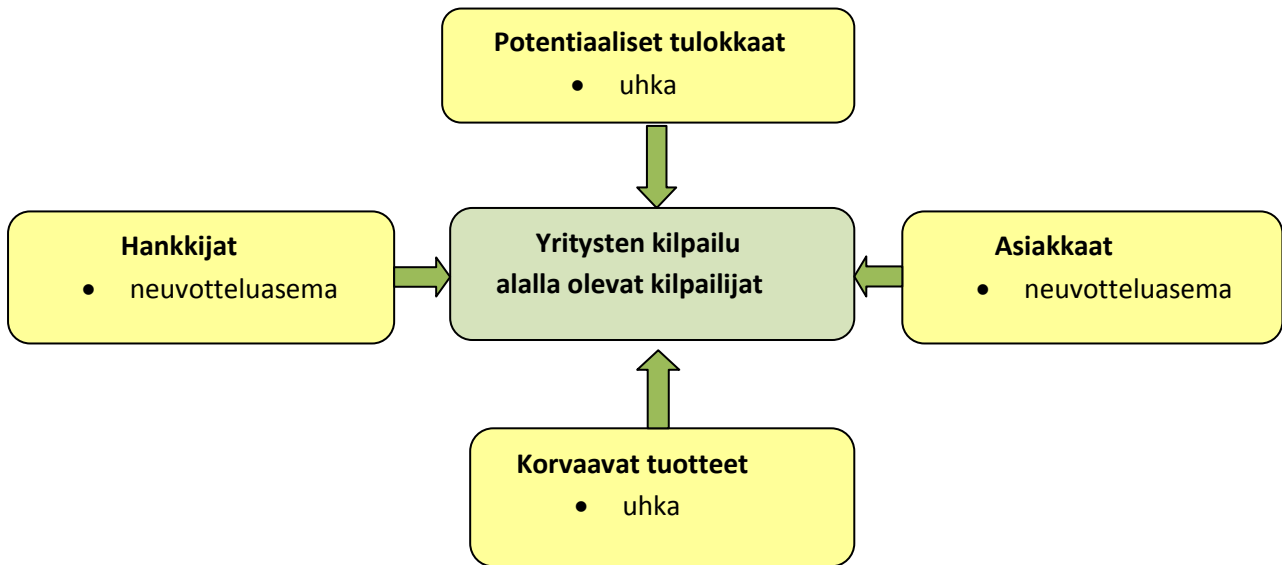 Potentiaaliset tulokkaat
• uhka
Hankkijat
• neuvotteluasema
Yritysten kilpailu
alalla olevat kilpailijat
Asiakkaat
• neuvotteluasema
Korvaavat tuotteet
• uhka